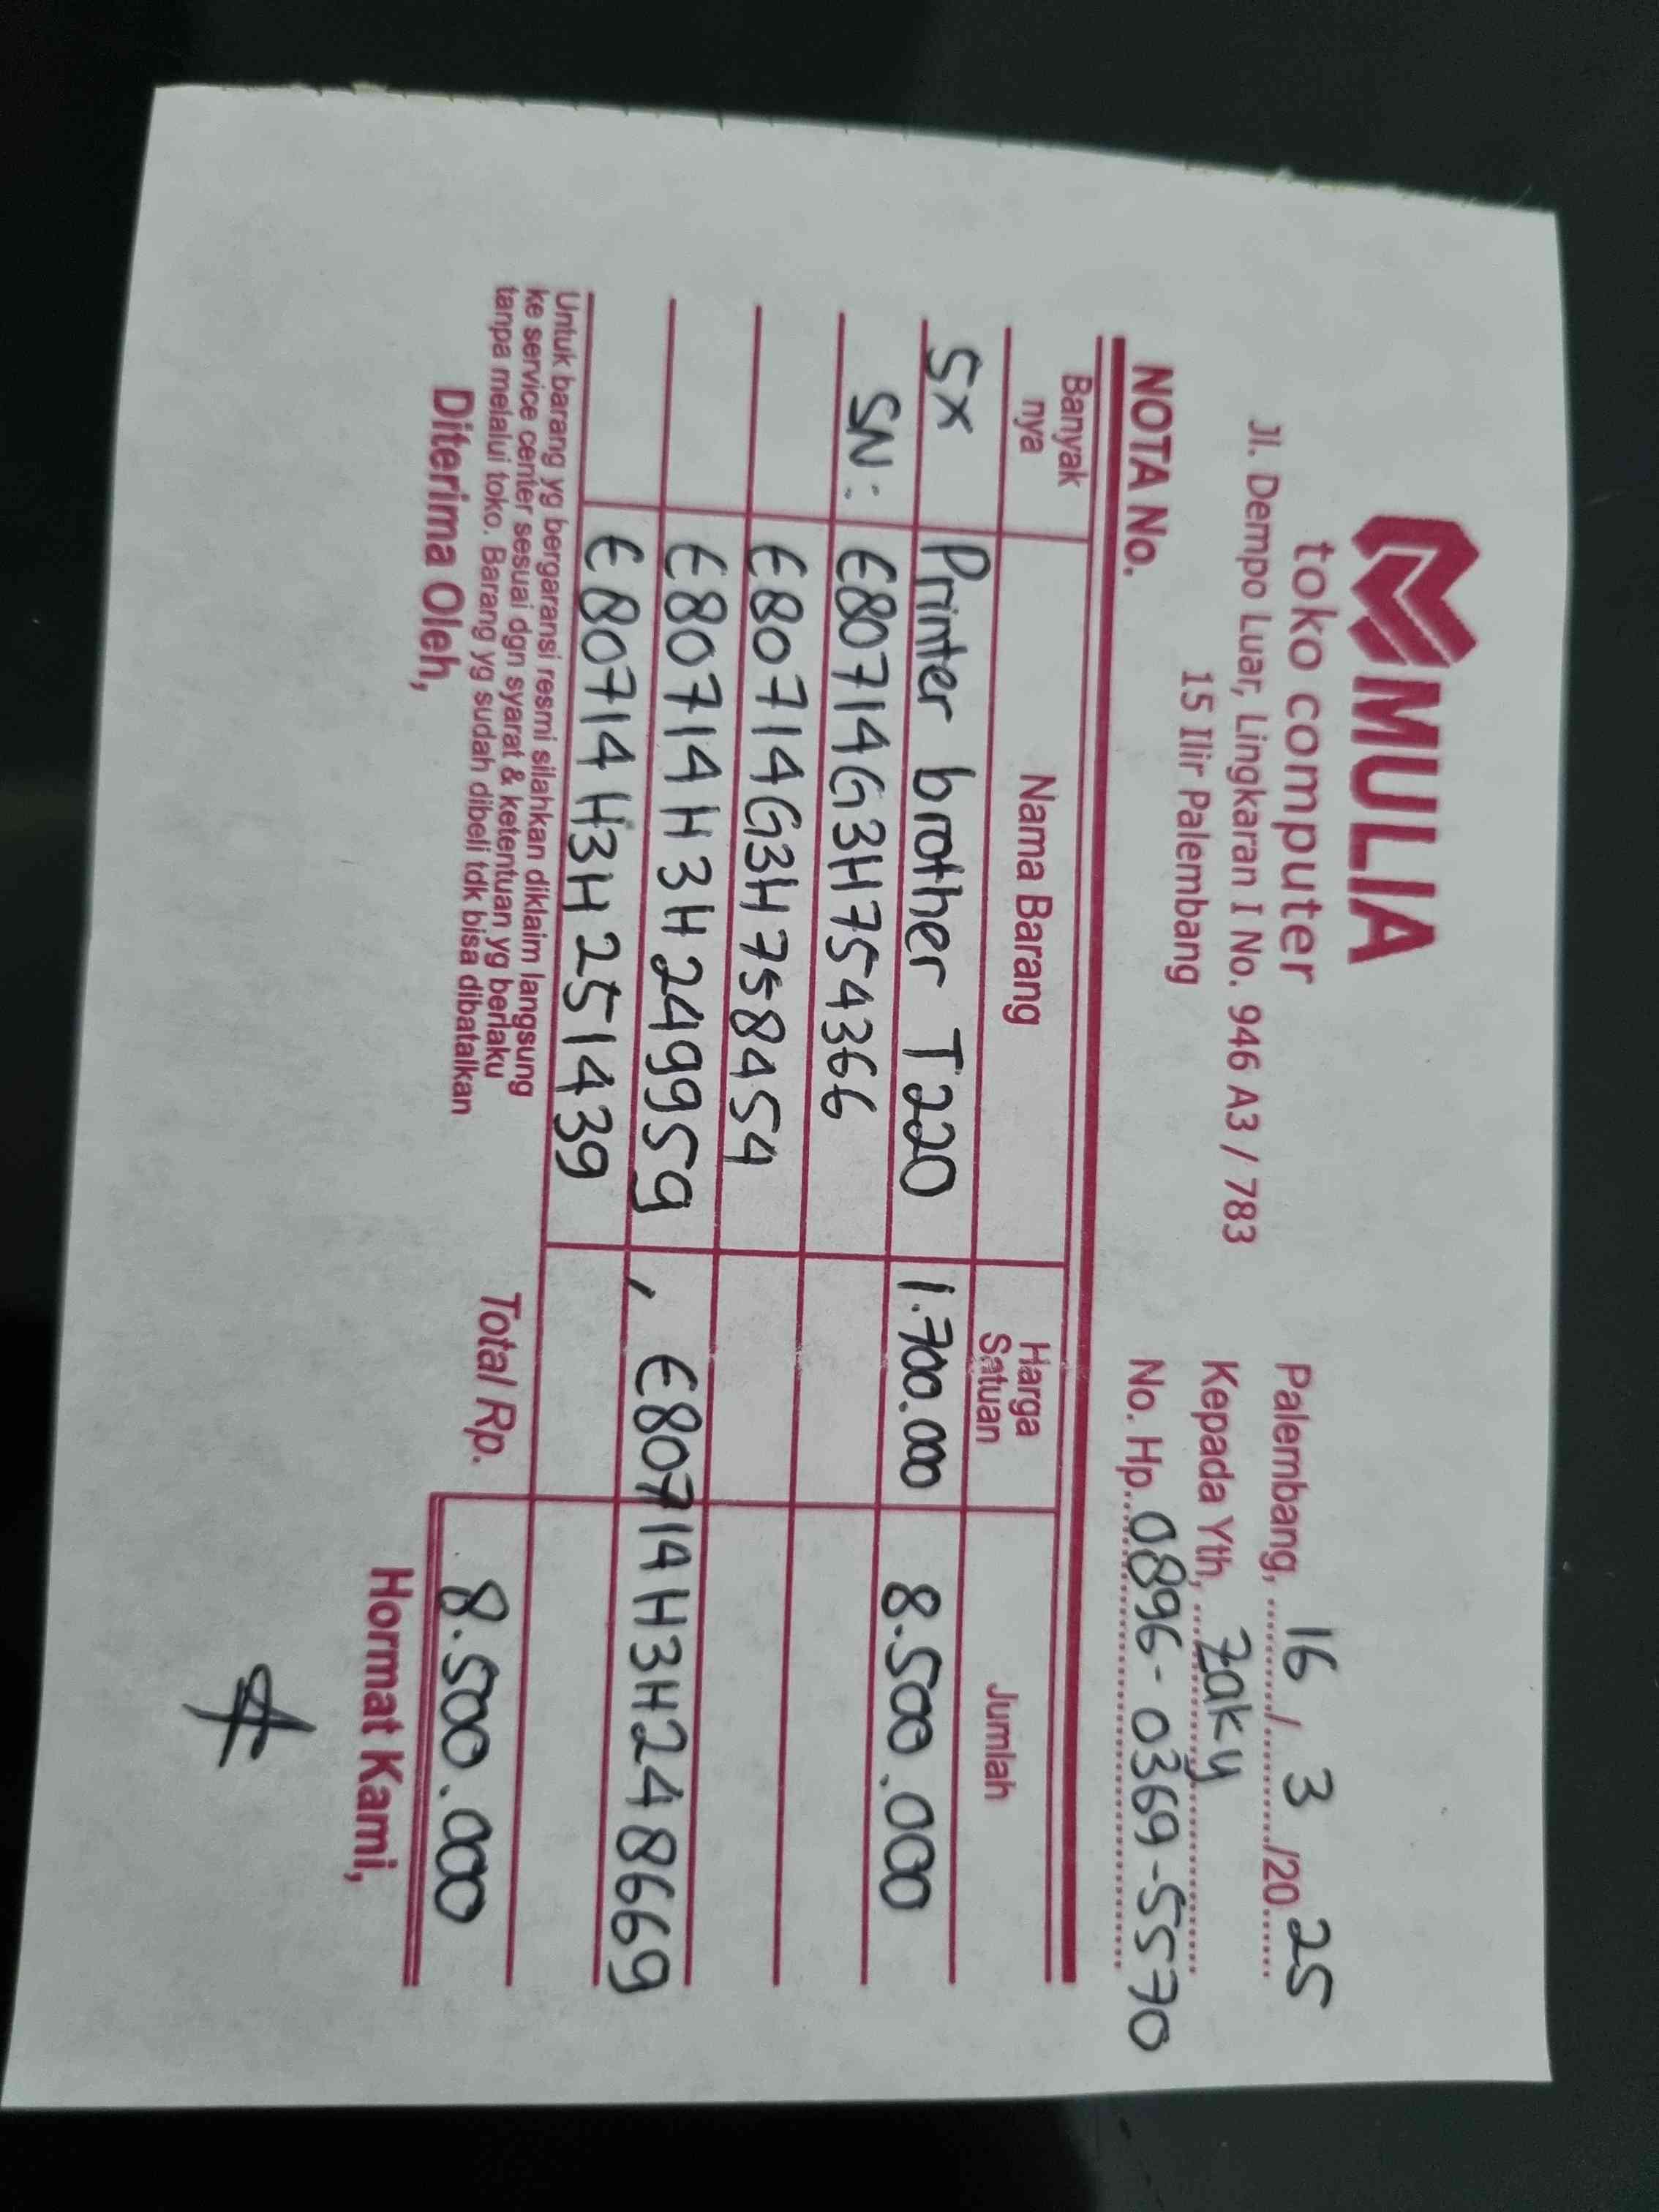 MULIA
toko computer
Jl. Dempo Luar, Lingkaran I No. 946 A3 / 783
15 Ilir Palembang
Palembang, 16 / 3 /20 25
Kepada Yth, Zaky
No. Hp. 0896-0369-5570
NOTA No.
Banyak nya Nama Barang Harga Satuan Jumlah
5x Printer brother T220 1.700.000 8.500.000
SN: E80714G3H754366
E80714G3H758454
E80714H3H249959, E80714H3H248669
E80714H3H251439
Untuk barang yg bergaransi resmi silahkan diklaim langsung
ke service center sesuai dgn syarat & ketentuan yg berlaku
tanpa melalui toko. Barang yg sudah dibeli tdk bisa dibatalkan
Total Rp. 8.500.000
Diterima Oleh, Hormat Kami,